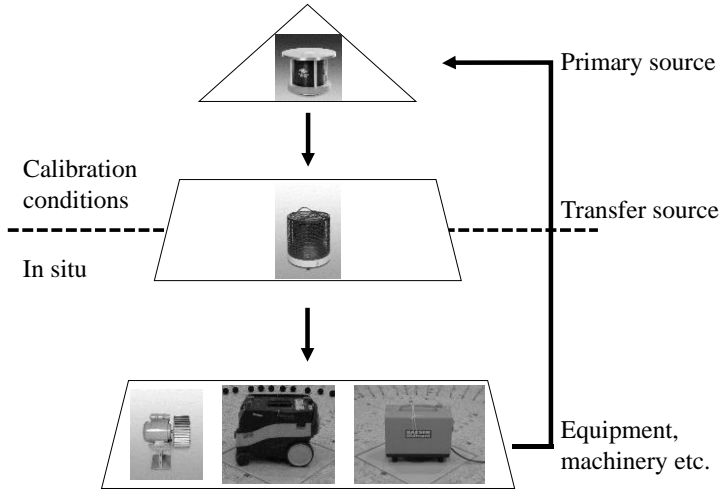 Primary source
Calibration
conditions
Transfer source
In situ
Equipment,
machinery etc.